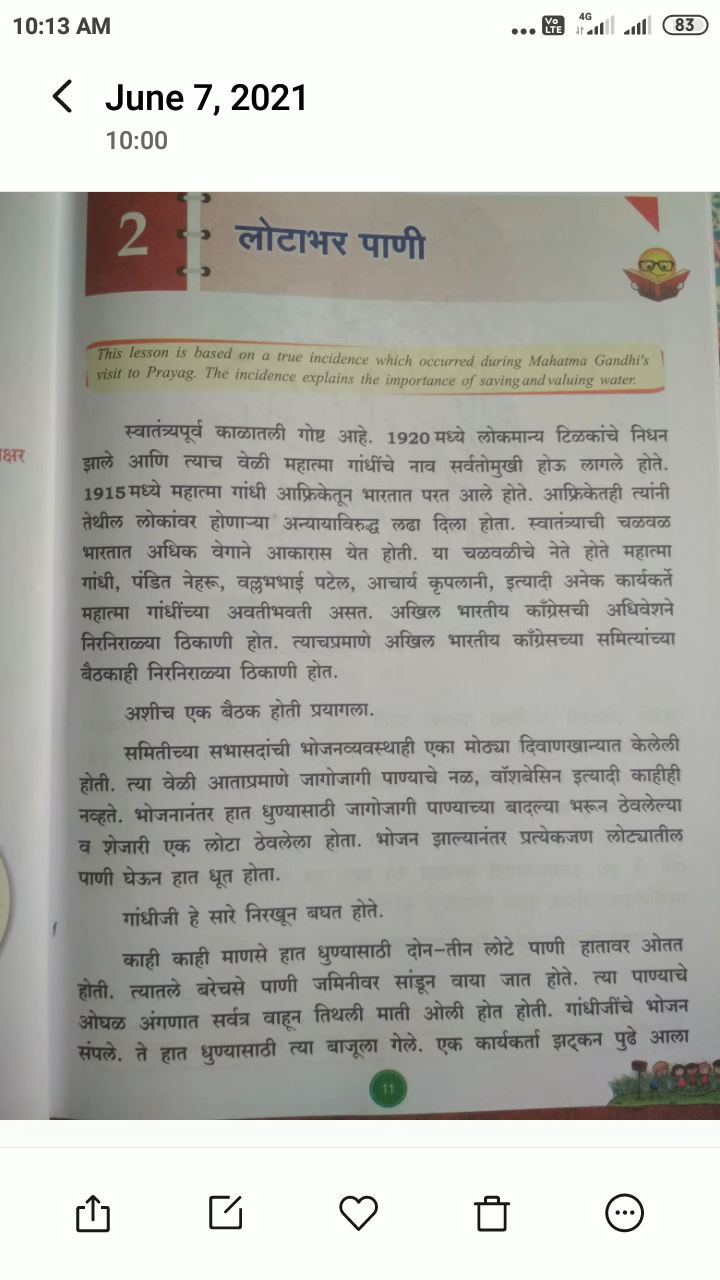 10:13 AM
Vo LTE 4G 83
June 7, 2021
10:00
2
लोटाभर पाणी
This lesson is based on a true incidence which occurred during Mahatma Gandhi's
visit to Prayag. The incidence explains the importance of saving and valuing water.
स्वातंत्र्यपूर्व काळातली गोष्ट आहे. 1920 मध्ये लोकमान्य टिळकांचे निधन
झाले आणि त्याच वेळी महात्मा गांधींचे नाव सर्वतोमुखी होऊ लागले होते.
1915 मध्ये महात्मा गांधी आफ्रिकेतून भारतात परत आले होते. आफ्रिकेतही त्यांनी
तेथील लोकांवर होणाऱ्या अन्यायाविरुद्ध लढा दिला होता. स्वातंत्र्याची चळवळ
भारतात अधिक वेगाने आकारास येत होती. या चळवळीचे नेते होते महात्मा
गांधी, पंडित नेहरू, वल्लभभाई पटेल, आचार्य कृपलानी, इत्यादी अनेक कार्यकर्ते
महात्मा गांधींच्या अवतीभवती असत. अखिल भारतीय काँग्रेसची अधिवेशने
निरनिराळ्या ठिकाणी होत. त्याचप्रमाणे अखिल भारतीय काँग्रेसच्या समित्यांच्या
बैठकाही निरनिराळ्या ठिकाणी होत.
अशीच एक बैठक होती प्रयागला.
समितीच्या सभासदांची भोजनव्यवस्थाही एका मोठ्या दिवाणखान्यात केलेली
होती. त्या वेळी आताप्रमाणे जागोजागी पाण्याचे नळ, वॉशबेसिन इत्यादी काहीही
नव्हते. भोजनानंतर हात धुण्यासाठी जागोजागी पाण्याच्या बादल्या भरून ठेवलेल्या
व शेजारी एक लोटा ठेवलेला होता. भोजन झाल्यानंतर प्रत्येकजण लोट्यातील
पाणी घेऊन हात धूत होता.
गांधीजी हे सारे निरखून बघत होते.
काही काही माणसे हात धुण्यासाठी दोन-तीन लोटे पाणी हातावर ओतत
होती. त्यातले बरेचसे पाणी जमिनीवर सांडून वाया जात होते. त्या पाण्याचे
ओघळ अंगणात सर्वत्र वाहून तिथली माती ओली होत होती. गांधीजींचे भोजन
संपले. ते हात धुण्यासाठी त्या बाजूला गेले. एक कार्यकर्ता झट्कन पुढे आला
11